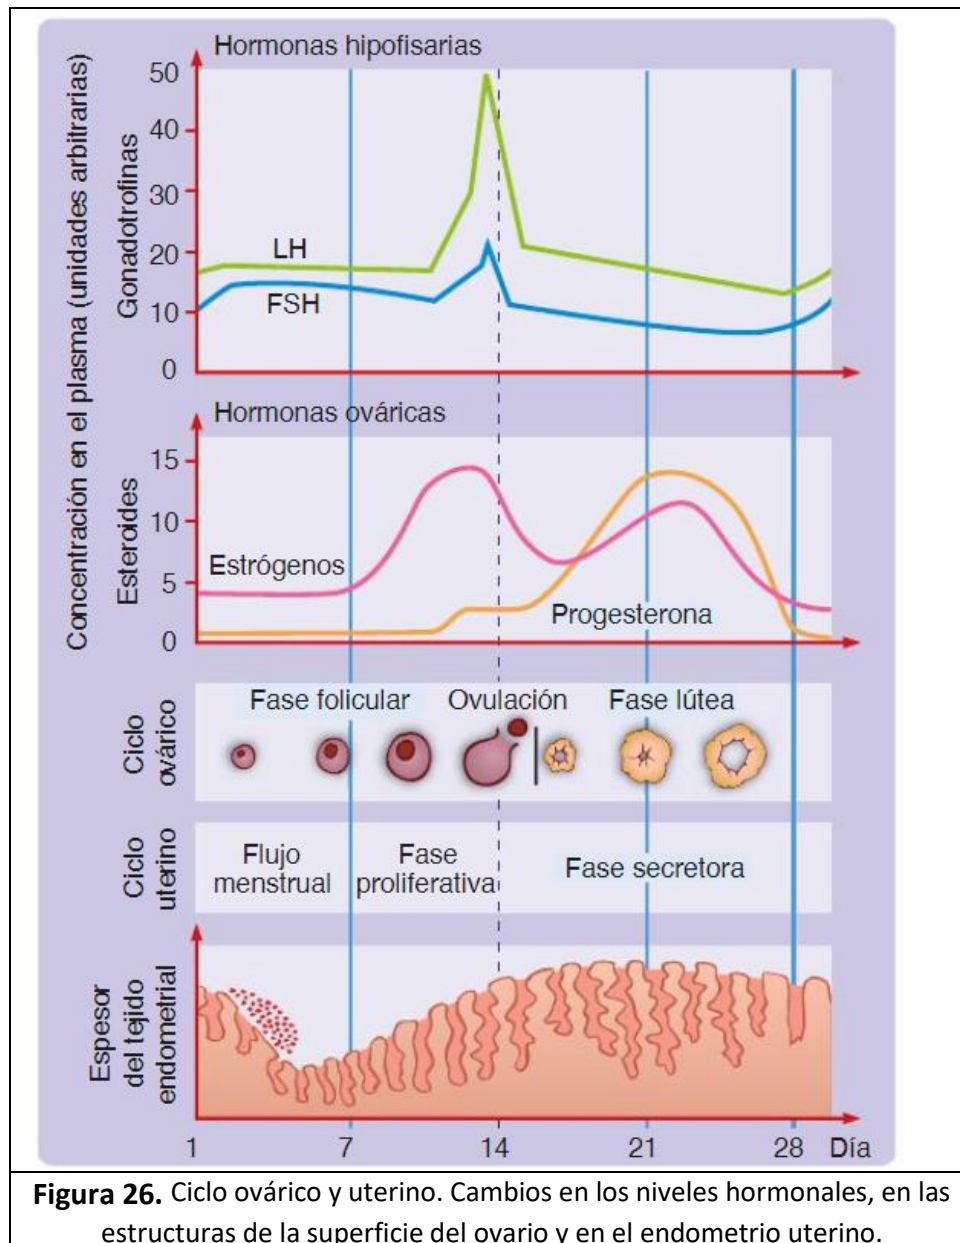 Concentración en el plasma (unidades arbitrarias)
Hormonas hipofisarias
Gonadotrofinas
50
40
30
20
10
0
LH
FSH
Hormonas ováricas
Esteroides
15
10
5
0
Estrógenos
Progesterona
Ciclo
ovárico
Fase folicular
Ovulación
Fase lútea
Ciclo
uterino
Flujo
menstrual
Fase
proliferativa
Fase secretora
Espesor
del tejido
endometrial
1 7 14 21 28 Día
Figura 26. Ciclo ovárico y uterino. Cambios en los niveles hormonales, en las
estructuras de la superficie del ovario y en el endometrio uterino.